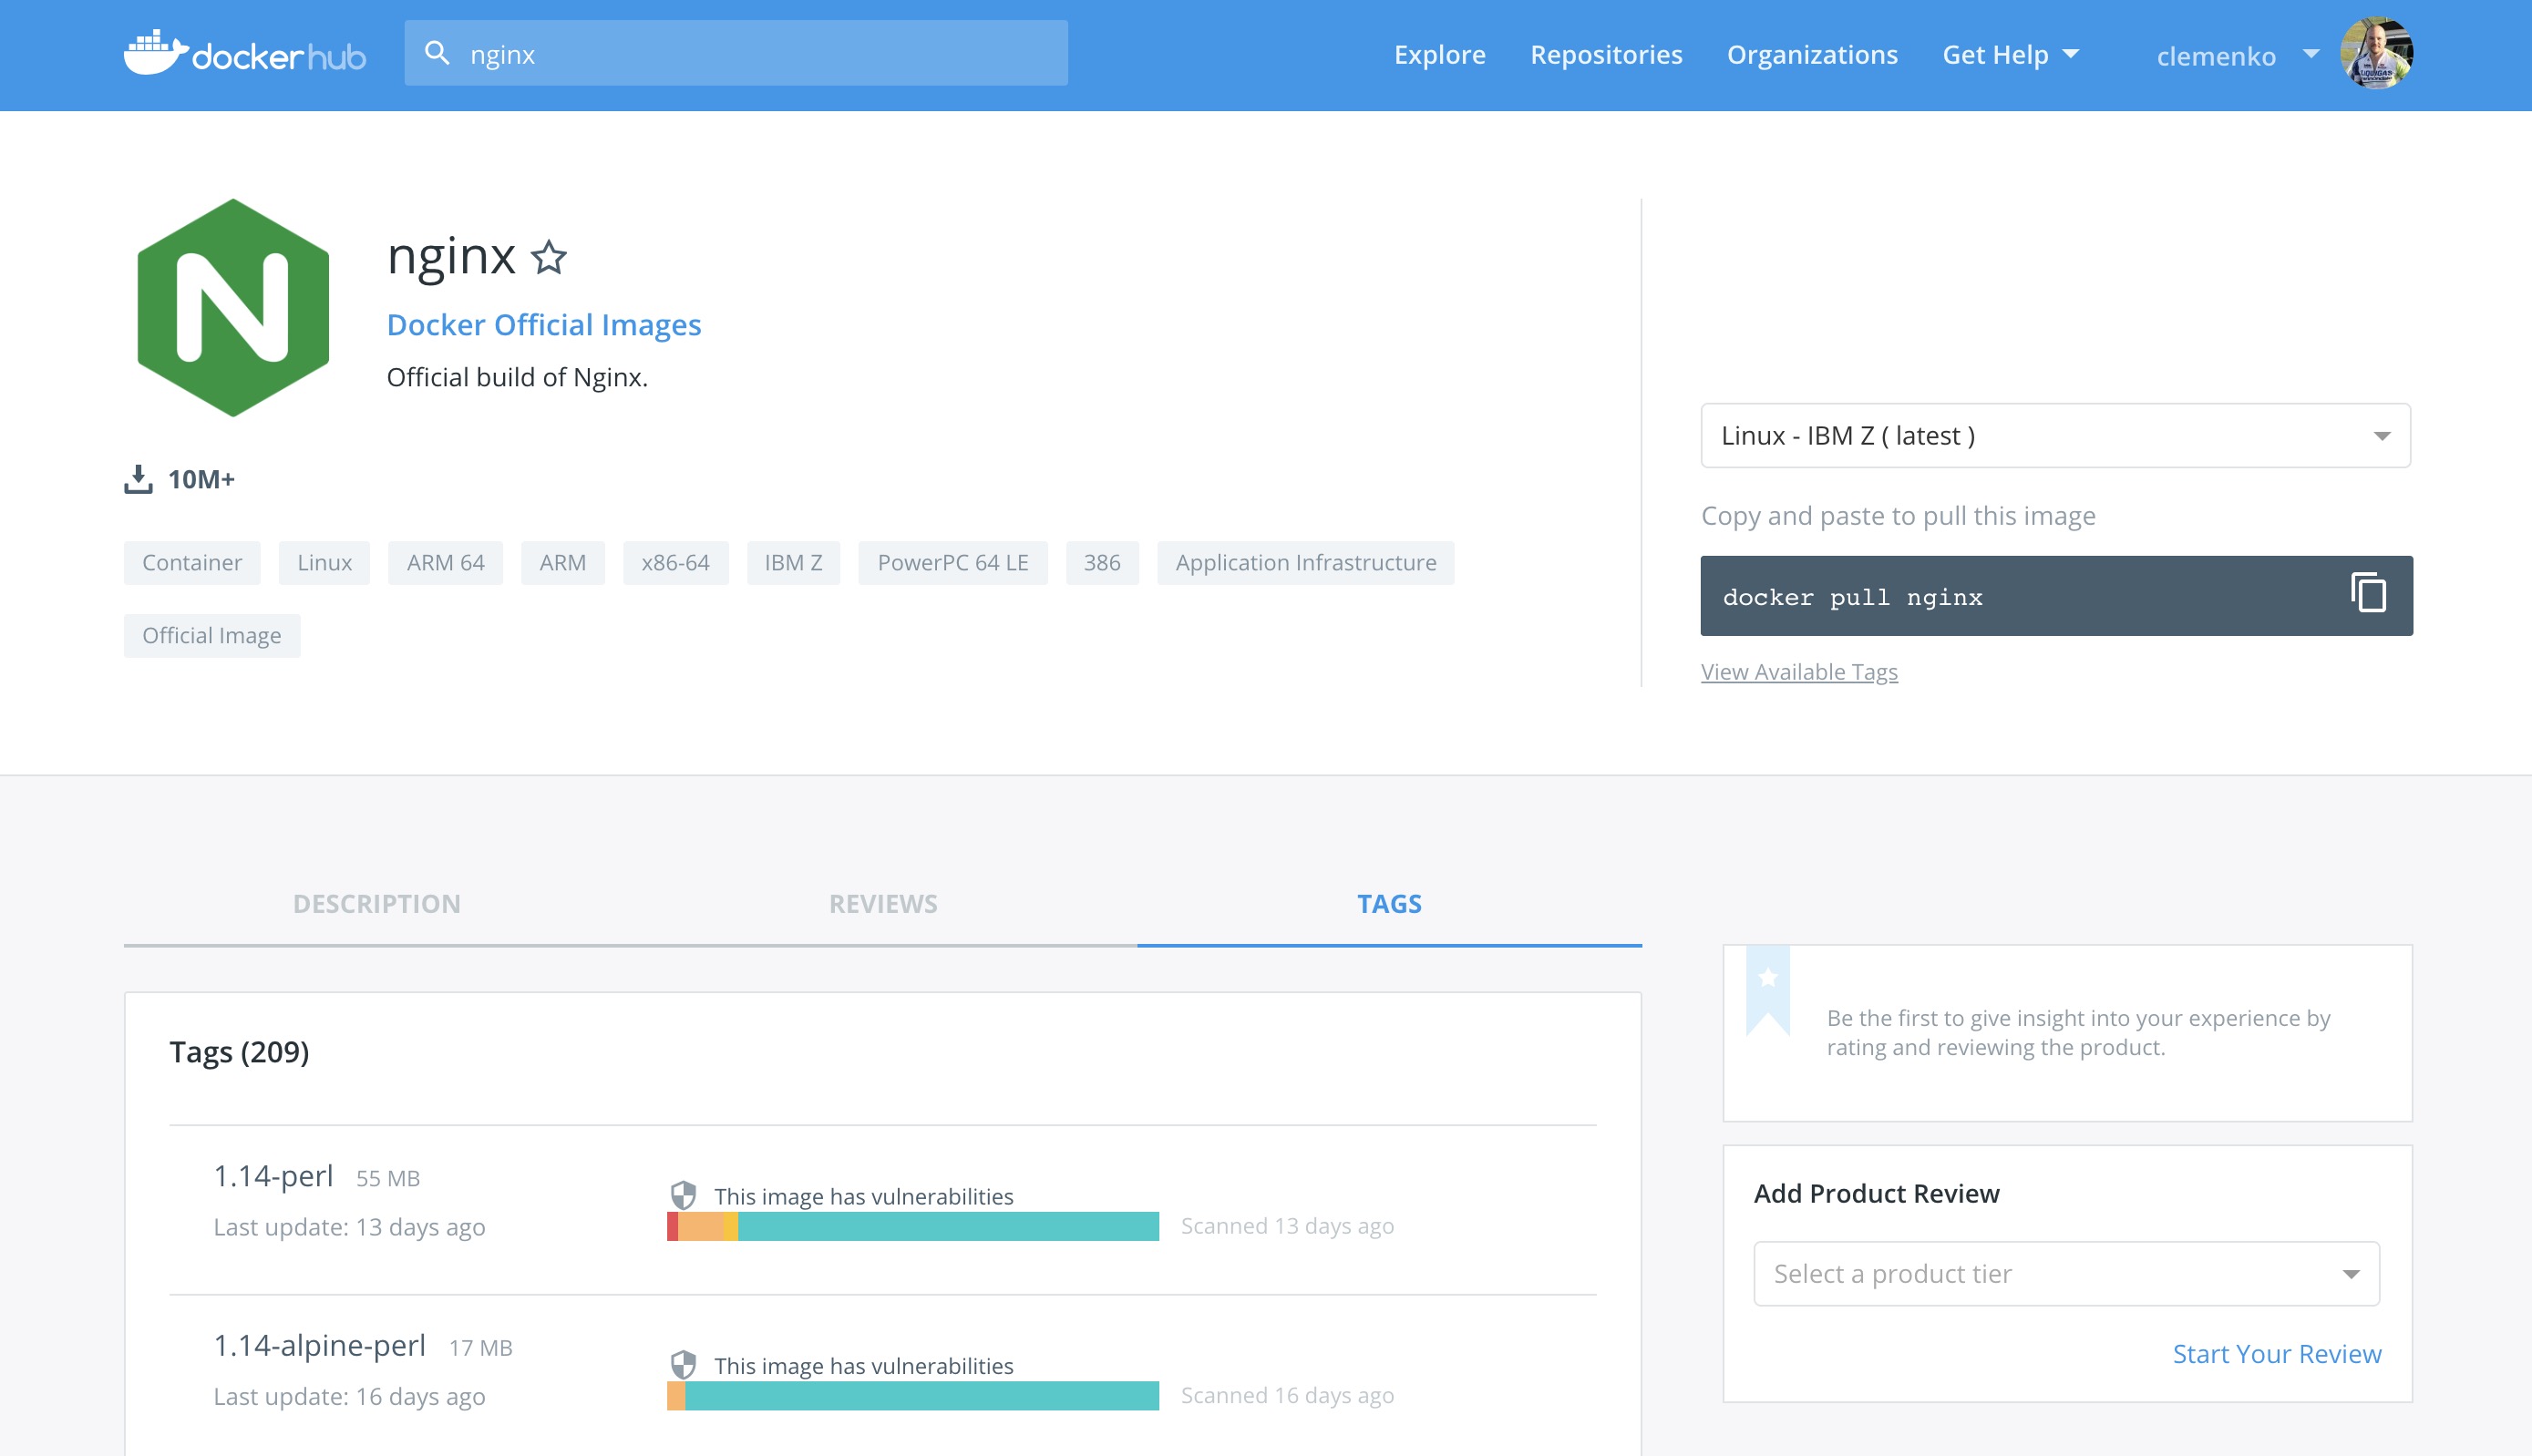 dockerhub
nginx
Explore Repositories Organizations Get Help clemenko
N
nginx
Docker Official Images
Official build of Nginx.
10M+
Container Linux ARM 64 ARM x86-64 IBM Z PowerPC 64 LE 386 Application Infrastructure
Official Image
Linux - IBM Z ( latest )
Copy and paste to pull this image
docker pull nginx
View Available Tags
DESCRIPTION REVIEWS TAGS
Tags (209)
1.14-perl 55 MB
Last update: 13 days ago
This image has vulnerabilities
Scanned 13 days ago
1.14-alpine-perl 17 MB
Last update: 16 days ago
This image has vulnerabilities
Scanned 16 days ago
Be the first to give insight into your experience by
rating and reviewing the product.
Add Product Review
Select a product tier
Start Your Review